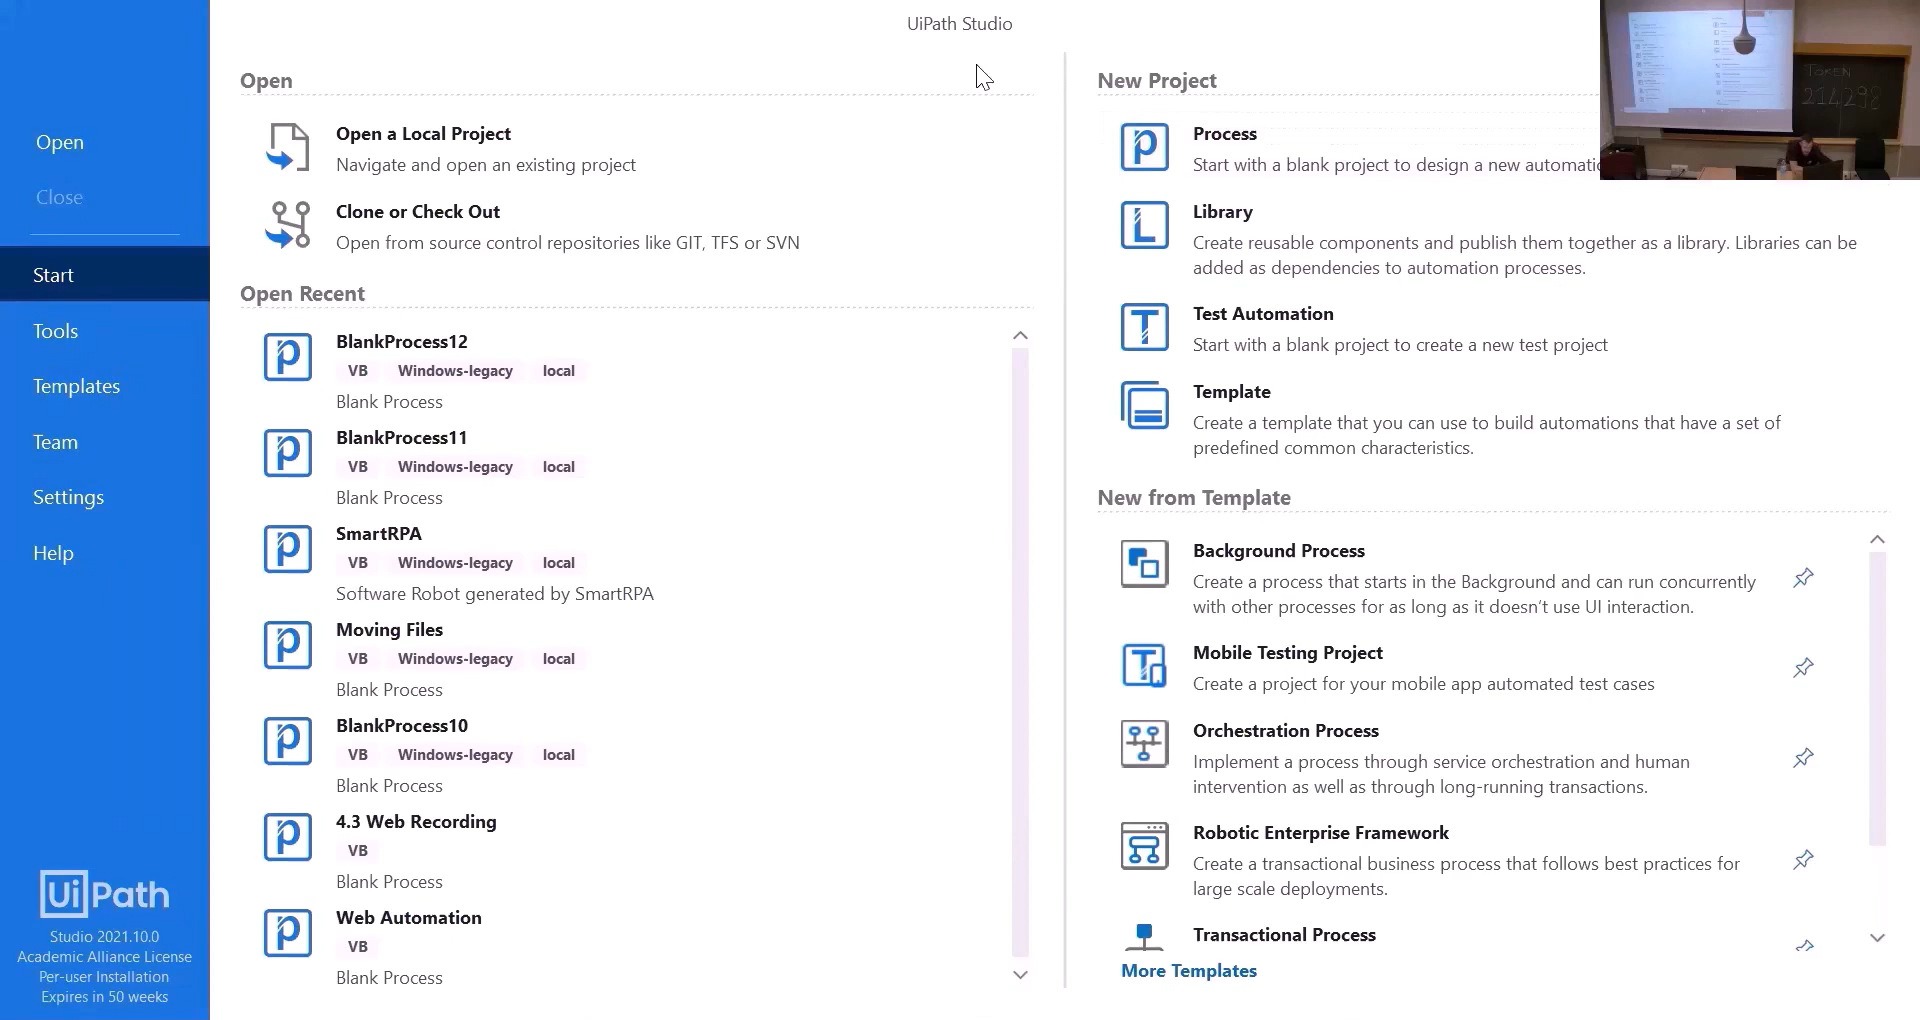 UiPath Studio
Open
Close
Start
Tools
Templates
Team
Settings
Help
UiPath
Studio 2021.10.0
Academic Alliance License
Per-user Installation
Expires in 50 weeks
Open
Open a Local Project
Navigate and open an existing project
Clone or Check Out
Open from source control repositories like GIT, TFS or SVN
Open Recent
BlankProcess12
VB Windows-legacy local
Blank Process
BlankProcess11
VB Windows-legacy local
Blank Process
SmartRPA
VB Windows-legacy local
Software Robot generated by SmartRPA
Moving Files
VB Windows-legacy local
Blank Process
BlankProcess10
VB Windows-legacy local
Blank Process
4.3 Web Recording
VB
Blank Process
Web Automation
VB
Blank Process
New Project
Process
Start with a blank project to design a new automatic
Library
Create reusable components and publish them together as a library. Libraries can be
added as dependencies to automation processes.
Test Automation
Start with a blank project to create a new test project
Template
Create a template that you can use to build automations that have a set of
predefined common characteristics.
New from Template
Background Process
Create a process that starts in the Background and can run concurrently
with other processes for as long as it doesn't use UI interaction.
Mobile Testing Project
Create a project for your mobile app automated test cases
Orchestration Process
Implement a process through service orchestration and human
intervention as well as through long-running transactions.
Robotic Enterprise Framework
Create a transactional business process that follows best practices for
large scale deployments.
Transactional Process
More Templates
TOKEN
214298